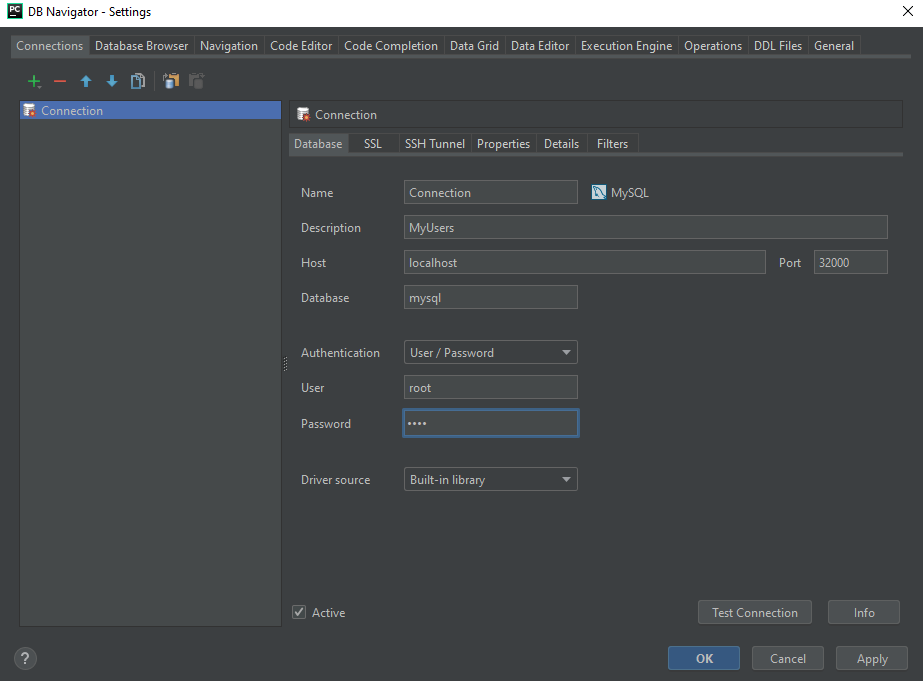 PC DB Navigator - Settings
Connections Database Browser Navigation Code Editor Code Completion Data Grid Data Editor Execution Engine Operations DDL Files General
Connection
Connection
Database SSL SSH Tunnel Properties Details Filters
Name Connection MySQL
Description MyUsers
Host localhost Port 32000
Database mysql
Authentication User / Password
User root
Password ••••
Driver source Built-in library
Active Test Connection Info
? OK Cancel Apply